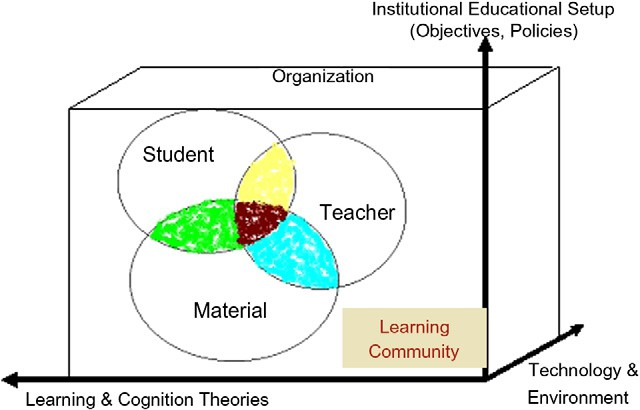 Institutional Educational Setup
(Objectives, Policies)
Organization
Student
Teacher
Material
Learning
Community
Technology &
Environment
Learning & Cognition Theories